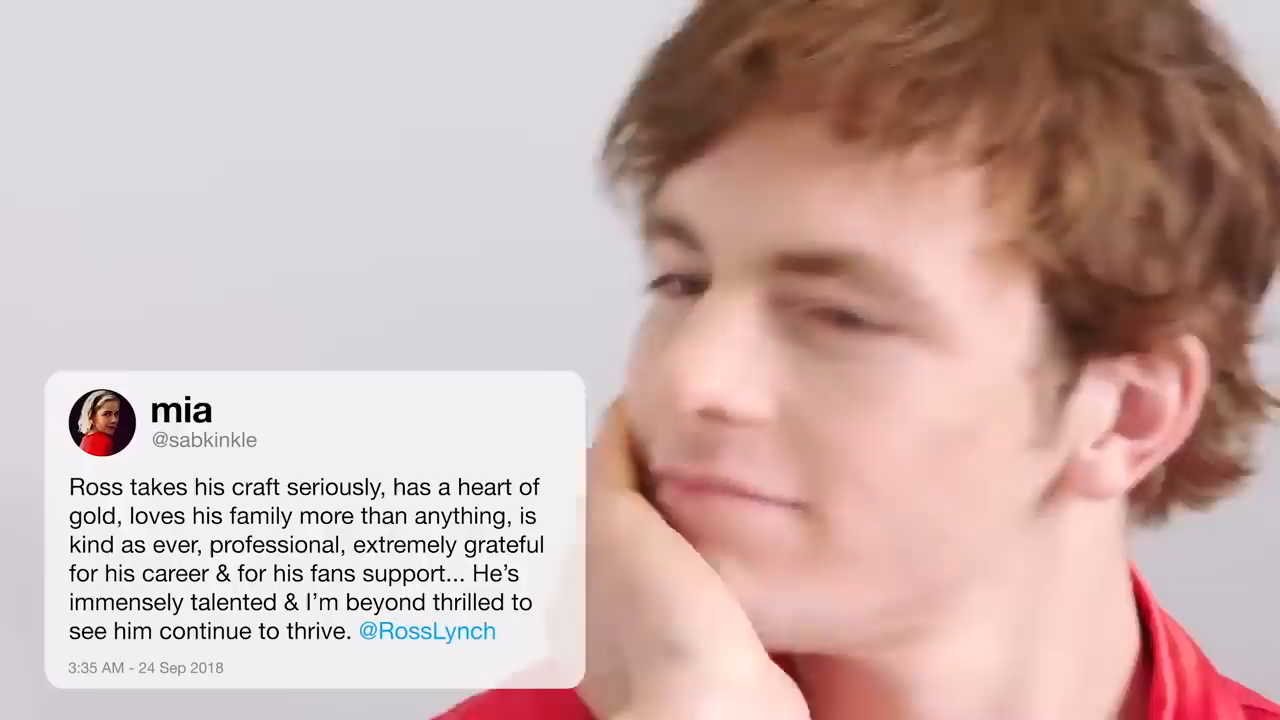 mia
@sabkinkle
Ross takes his craft seriously, has a heart of
gold, loves his family more than anything, is
kind as ever, professional, extremely grateful
for his career & for his fans support... He’s
immensely talented & I’m beyond thrilled to
see him continue to thrive. @RossLynch
3:35 AM - 24 Sep 2018